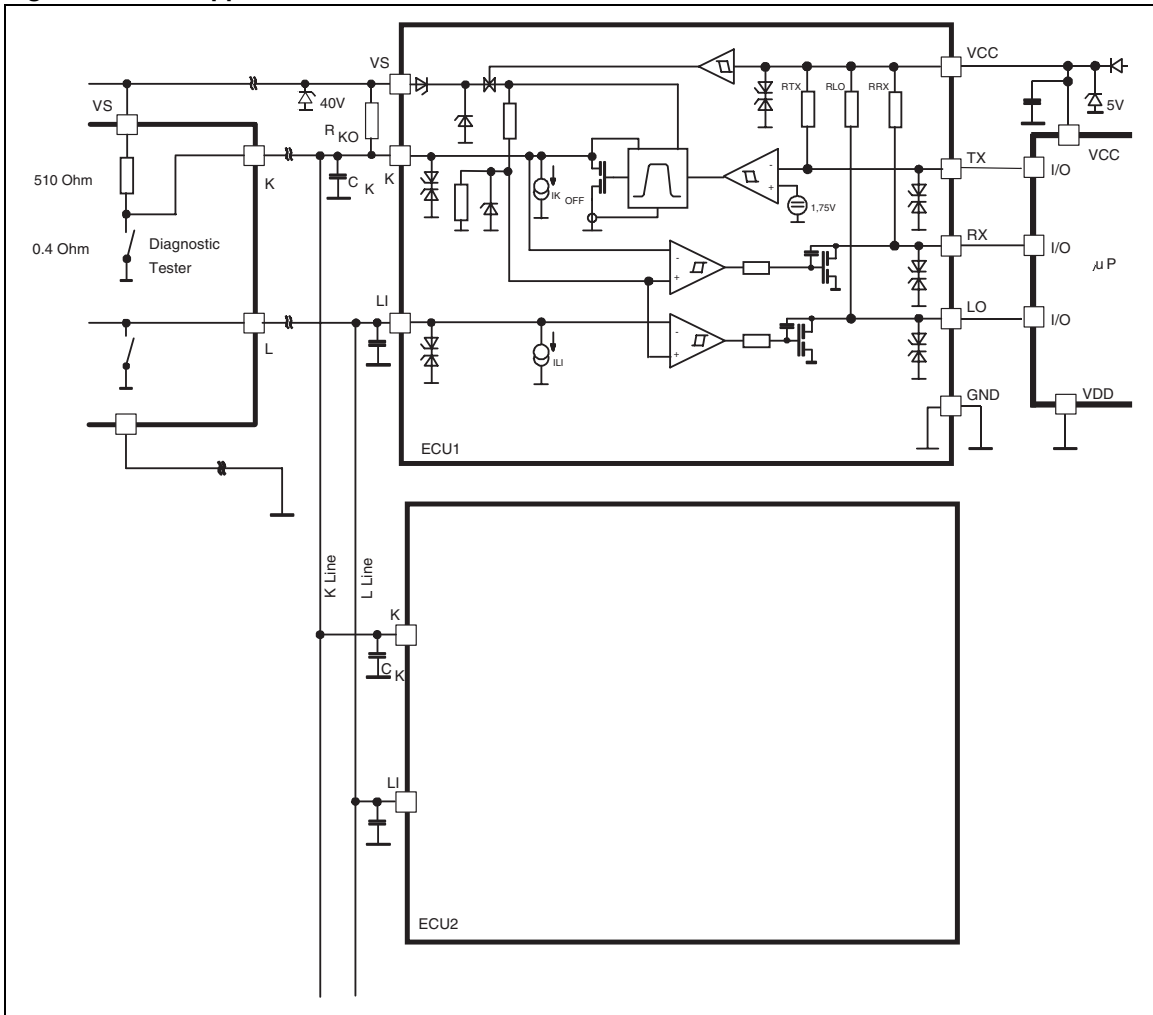 VS
VCC
VS
40V
RTX
RLO
RRX
5V
R KO
VCC
K
K
C K
IK OFF
TX
I/O
510 Ohm
1,75V
0.4 Ohm
Diagnostic
Tester
RX
I/O
µP
LI
LO
I/O
L
ILI
GND
VDD
ECU1
K Line
L Line
K
C K
LI
ECU2